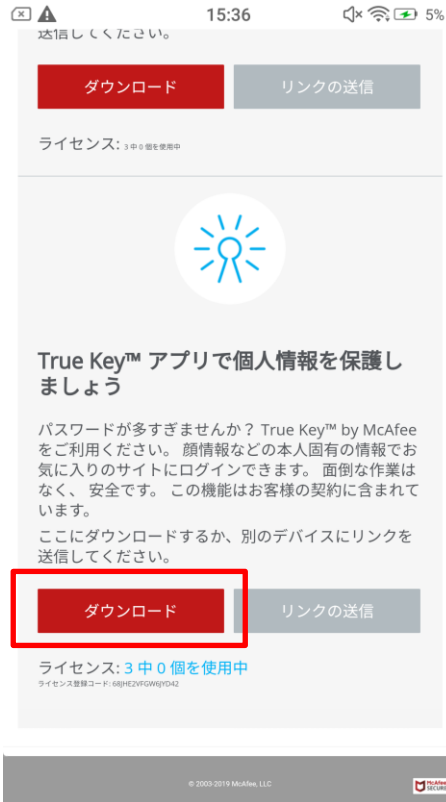 15:36
5%
送信してください。
ダウンロード
リンクの送信
ライセンス: 3 中 0 個を使用中
True Key™ アプリで個人情報を保護し
ましょう
パスワードが多すぎませんか？ True Key™ by McAfee
をご利用ください。 顔情報などの本人固有の情報でお
気に入りのサイトにログインできます。 面倒な作業は
なく、 安全です。 この機能はお客様の契約に含まれて
います。
ここにダウンロードするか、別のデバイスにリンクを
送信してください。
ダウンロード
リンクの送信
ライセンス: 3 中 0 個を使用中
ライセンス登録コード: 68JHE2VFGW6JYD42
© 2003-2019 McAfee, LLC
McAfee
SECURE